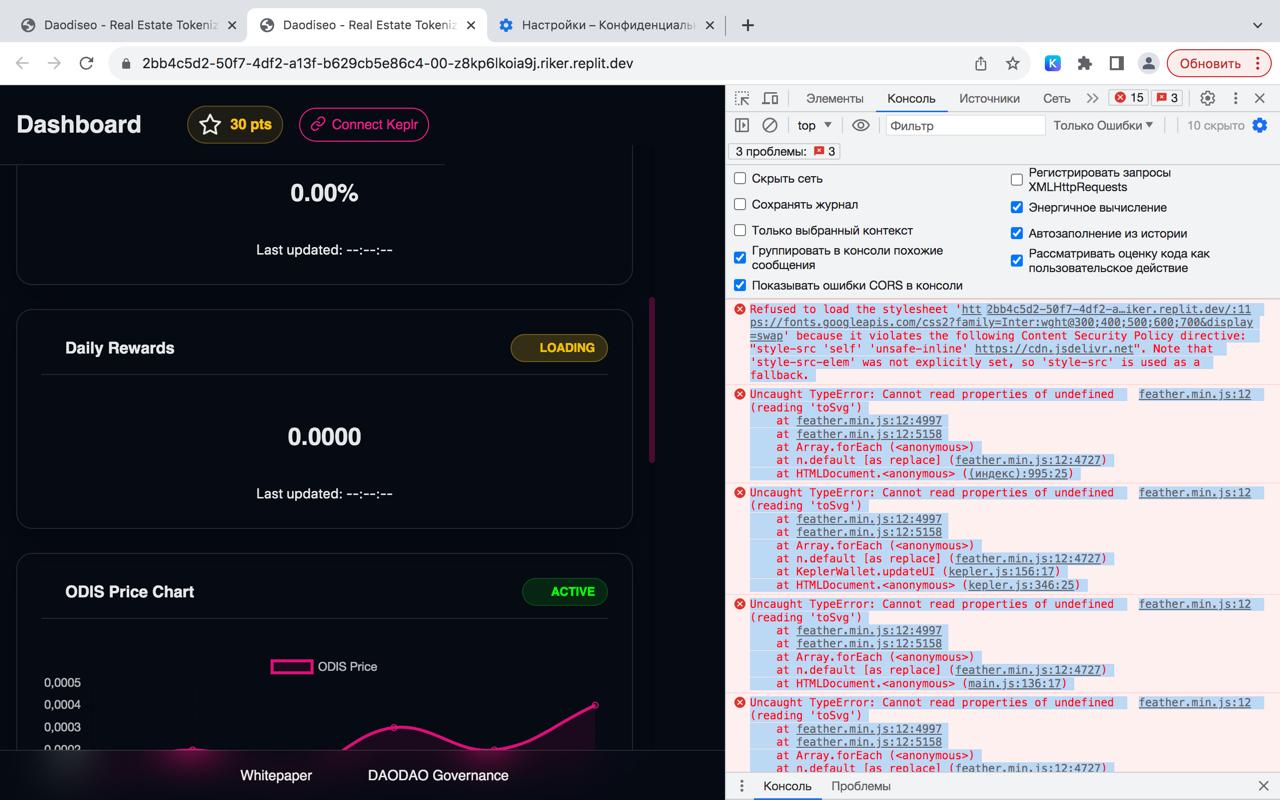 Daodiseo - Real Estate Tokeniz
Daodiseo - Real Estate Tokeniz
Настройки – Конфиденциаль
2bb4c5d2-50f7-4df2-a13f-b629cb5e86c4-00-z8kp6lkoia9j.riker.replit.dev
K
Обновить
Dashboard
30 pts
Connect Keplr
0.00%
Last updated: --:--:--
Daily Rewards
LOADING
0.0000
Last updated: --:--:--
ODIS Price Chart
ACTIVE
ODIS Price
0,0005
0,0004
0,0003
0,0002
Whitepaper
DAODAO Governance
Элементы
Консоль
Источники
Сеть
15
3
top
Фильтр
Только Ошибки
10 скрыто
3 проблемы: 3
Скрыть сеть
Сохранять журнал
Только выбранный контекст
Группировать в консоли похожие
сообщения
Показывать ошибки CORS в консоли
Регистрировать запросы
XMLHttpRequests
Энергичное вычисление
Автозаполнение из истории
Рассматривать оценку кода как
пользовательское действие
Refused to load the stylesheet 'htt 2bb4c5d2-50f7-4df2-a…iker.replit.dev/:11
ps://fonts.googleapis.com/css2?family=Inter:wght@300;400;500;600;700&display
=swap' because it violates the following Content Security Policy directive:
"style-src 'self' 'unsafe-inline' https://cdn.jsdelivr.net". Note that
'style-src-elem' was not explicitly set, so 'style-src' is used as a
fallback.
Uncaught TypeError: Cannot read properties of undefined feather.min.js:12
(reading 'toSvg')
at feather.min.js:12:4997
at feather.min.js:12:5158
at Array.forEach (<anonymous>)
at n.default [as replace] (feather.min.js:12:4727)
at HTMLDocument.<anonymous> ((индекс):995:25)
Uncaught TypeError: Cannot read properties of undefined feather.min.js:12
(reading 'toSvg')
at feather.min.js:12:4997
at feather.min.js:12:5158
at Array.forEach (<anonymous>)
at n.default [as replace] (feather.min.js:12:4727)
at KeplerWallet.updateUI (kepler.js:156:17)
at HTMLDocument.<anonymous> (kepler.js:346:25)
Uncaught TypeError: Cannot read properties of undefined feather.min.js:12
(reading 'toSvg')
at feather.min.js:12:4997
at feather.min.js:12:5158
at Array.forEach (<anonymous>)
at n.default [as replace] (feather.min.js:12:4727)
at HTMLDocument.<anonymous> (main.js:136:17)
Uncaught TypeError: Cannot read properties of undefined feather.min.js:12
(reading 'toSvg')
at feather.min.js:12:4997
at feather.min.js:12:5158
at Array.forEach (<anonymous>)
at n.default [as replace] (feather.min.js:12:4727)
Консоль
Проблемы